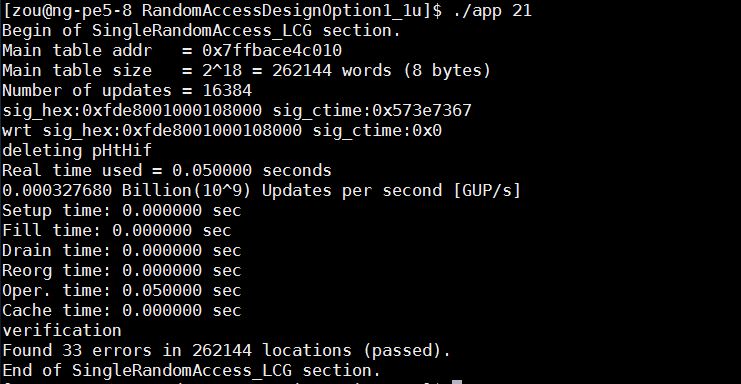 [zou@ng-pe5-8 RandomAccessDesignOption1_1u]$ ./app 21
Begin of SingleRandomAccess_LCG section.
Main table addr   = 0x7ffbace4c010
Main table size   = 2^18 = 262144 words (8 bytes)
Number of updates = 16384
sig_hex:0xfde8001000108000 sig_ctime:0x573e7367
wrt sig_hex:0xfde8001000108000 sig_ctime:0x0
deleting pHtHif
Real time used = 0.050000 seconds
0.000327680 Billion(10^9) Updates per second [GUP/s]
Setup time: 0.000000 sec
Fill time: 0.000000 sec
Drain time: 0.000000 sec
Reorg time: 0.000000 sec
Oper. time: 0.050000 sec
Cache time: 0.000000 sec
verification
Found 33 errors in 262144 locations (passed).
End of SingleRandomAccess_LCG section.